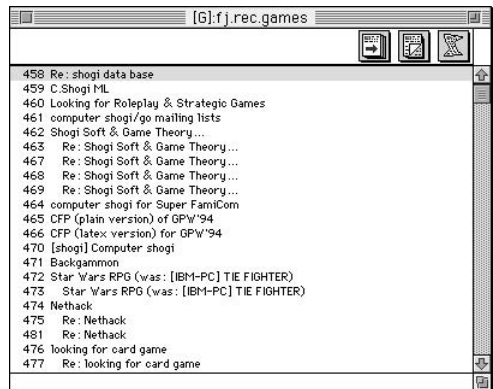 [G]:fj.rec.games
458 Re: shogi data base
459 C.Shogi ML
460 Looking for Roleplay & Strategic Games
461 computer shogi/go mailing lists
462 Shogi Soft & Game Theory...
463 Re: Shogi Soft & Game Theory...
467 Re: Shogi Soft & Game Theory...
468 Re: Shogi Soft & Game Theory...
469 Re: Shogi Soft & Game Theory...
464 computer shogi for Super FamiCom
465 CFP (plain version) of GPW'94
466 CFP (latex version) for GPW'94
470 [shogi] Computer shogi
471 Backgammon
472 Star Wars RPG (was: [IBM-PC] TIE FIGHTER)
473 Star Wars RPG (was: [IBM-PC] TIE FIGHTER)
474 Nethack
475 Re: Nethack
481 Re: Nethack
476 looking for card game
477 Re: looking for card game